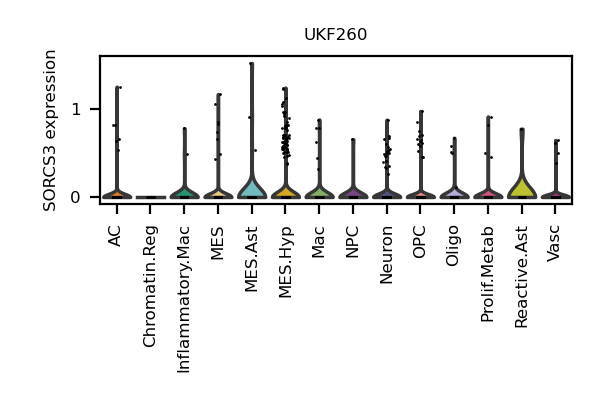 UKF260
SORCS3 expression
1
0
AC
Chromatin.Reg
Inflammatory.Mac
MES
MES.Ast
MES.Hyp
Mac
NPC
Neuron
OPC
Oligo
Prolif.Metab
Reactive.Ast
Vasc